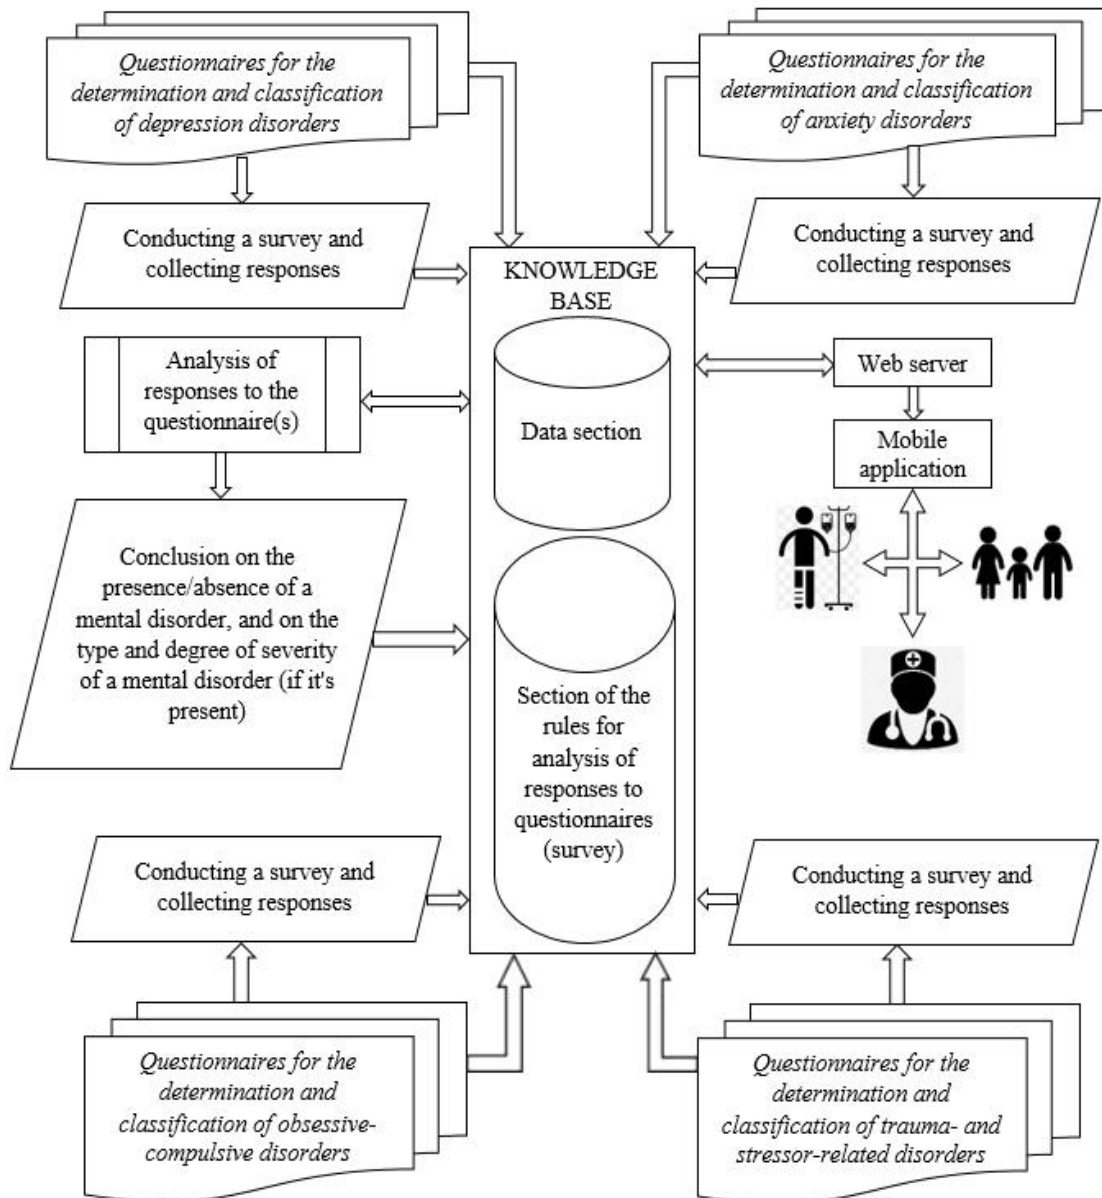 Questionnaires for the
determination and classification
of depression disorders
Questionnaires for the
determination and classification
of anxiety disorders
Conducting a survey and
collecting responses
Conducting a survey and
collecting responses
KNOWLEDGE
BASE
Analysis of
responses to the
questionnaire(s)
Data section
Web server
Mobile
application
Conclusion on the
presence/absence of a
mental disorder, and on the
type and degree of severity
of a mental disorder (if it's
present)
Section of the
rules for
analysis of
responses to
questionnaires
(survey)
Conducting a survey and
collecting responses
Conducting a survey and
collecting responses
Questionnaires for the
determination and
classification of obsessive-
compulsive disorders
Questionnaires for the
determination and
classification of trauma- and
stressor-related disorders